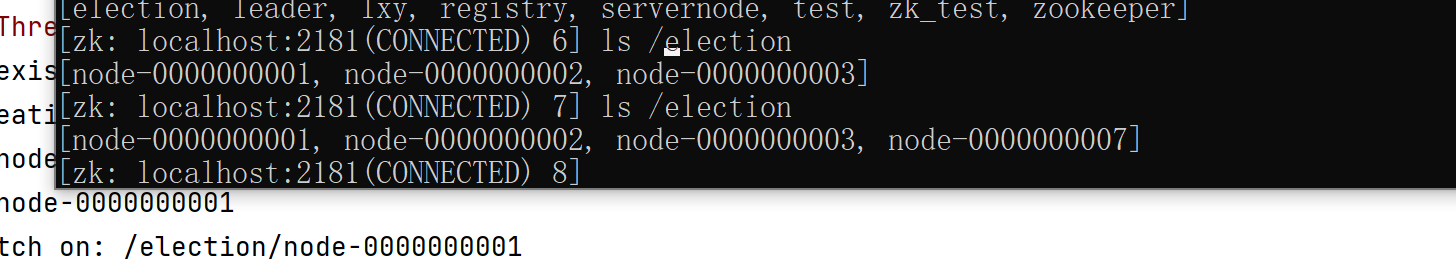 [election, leader, lxy, registry, servernode, test, zk_test, zookeeper]
Thre
[zk: localhost:2181(CONNECTED) 6] ls /election
exis
[node-0000000001, node-0000000002, node-0000000003]
[zk: localhost:2181(CONNECTED) 7] ls /election
eati
[node-0000000001, node-0000000002, node-0000000003, node-0000000007]
node
[zk: localhost:2181(CONNECTED) 8]
node-0000000001
tch on: /election/node-0000000001